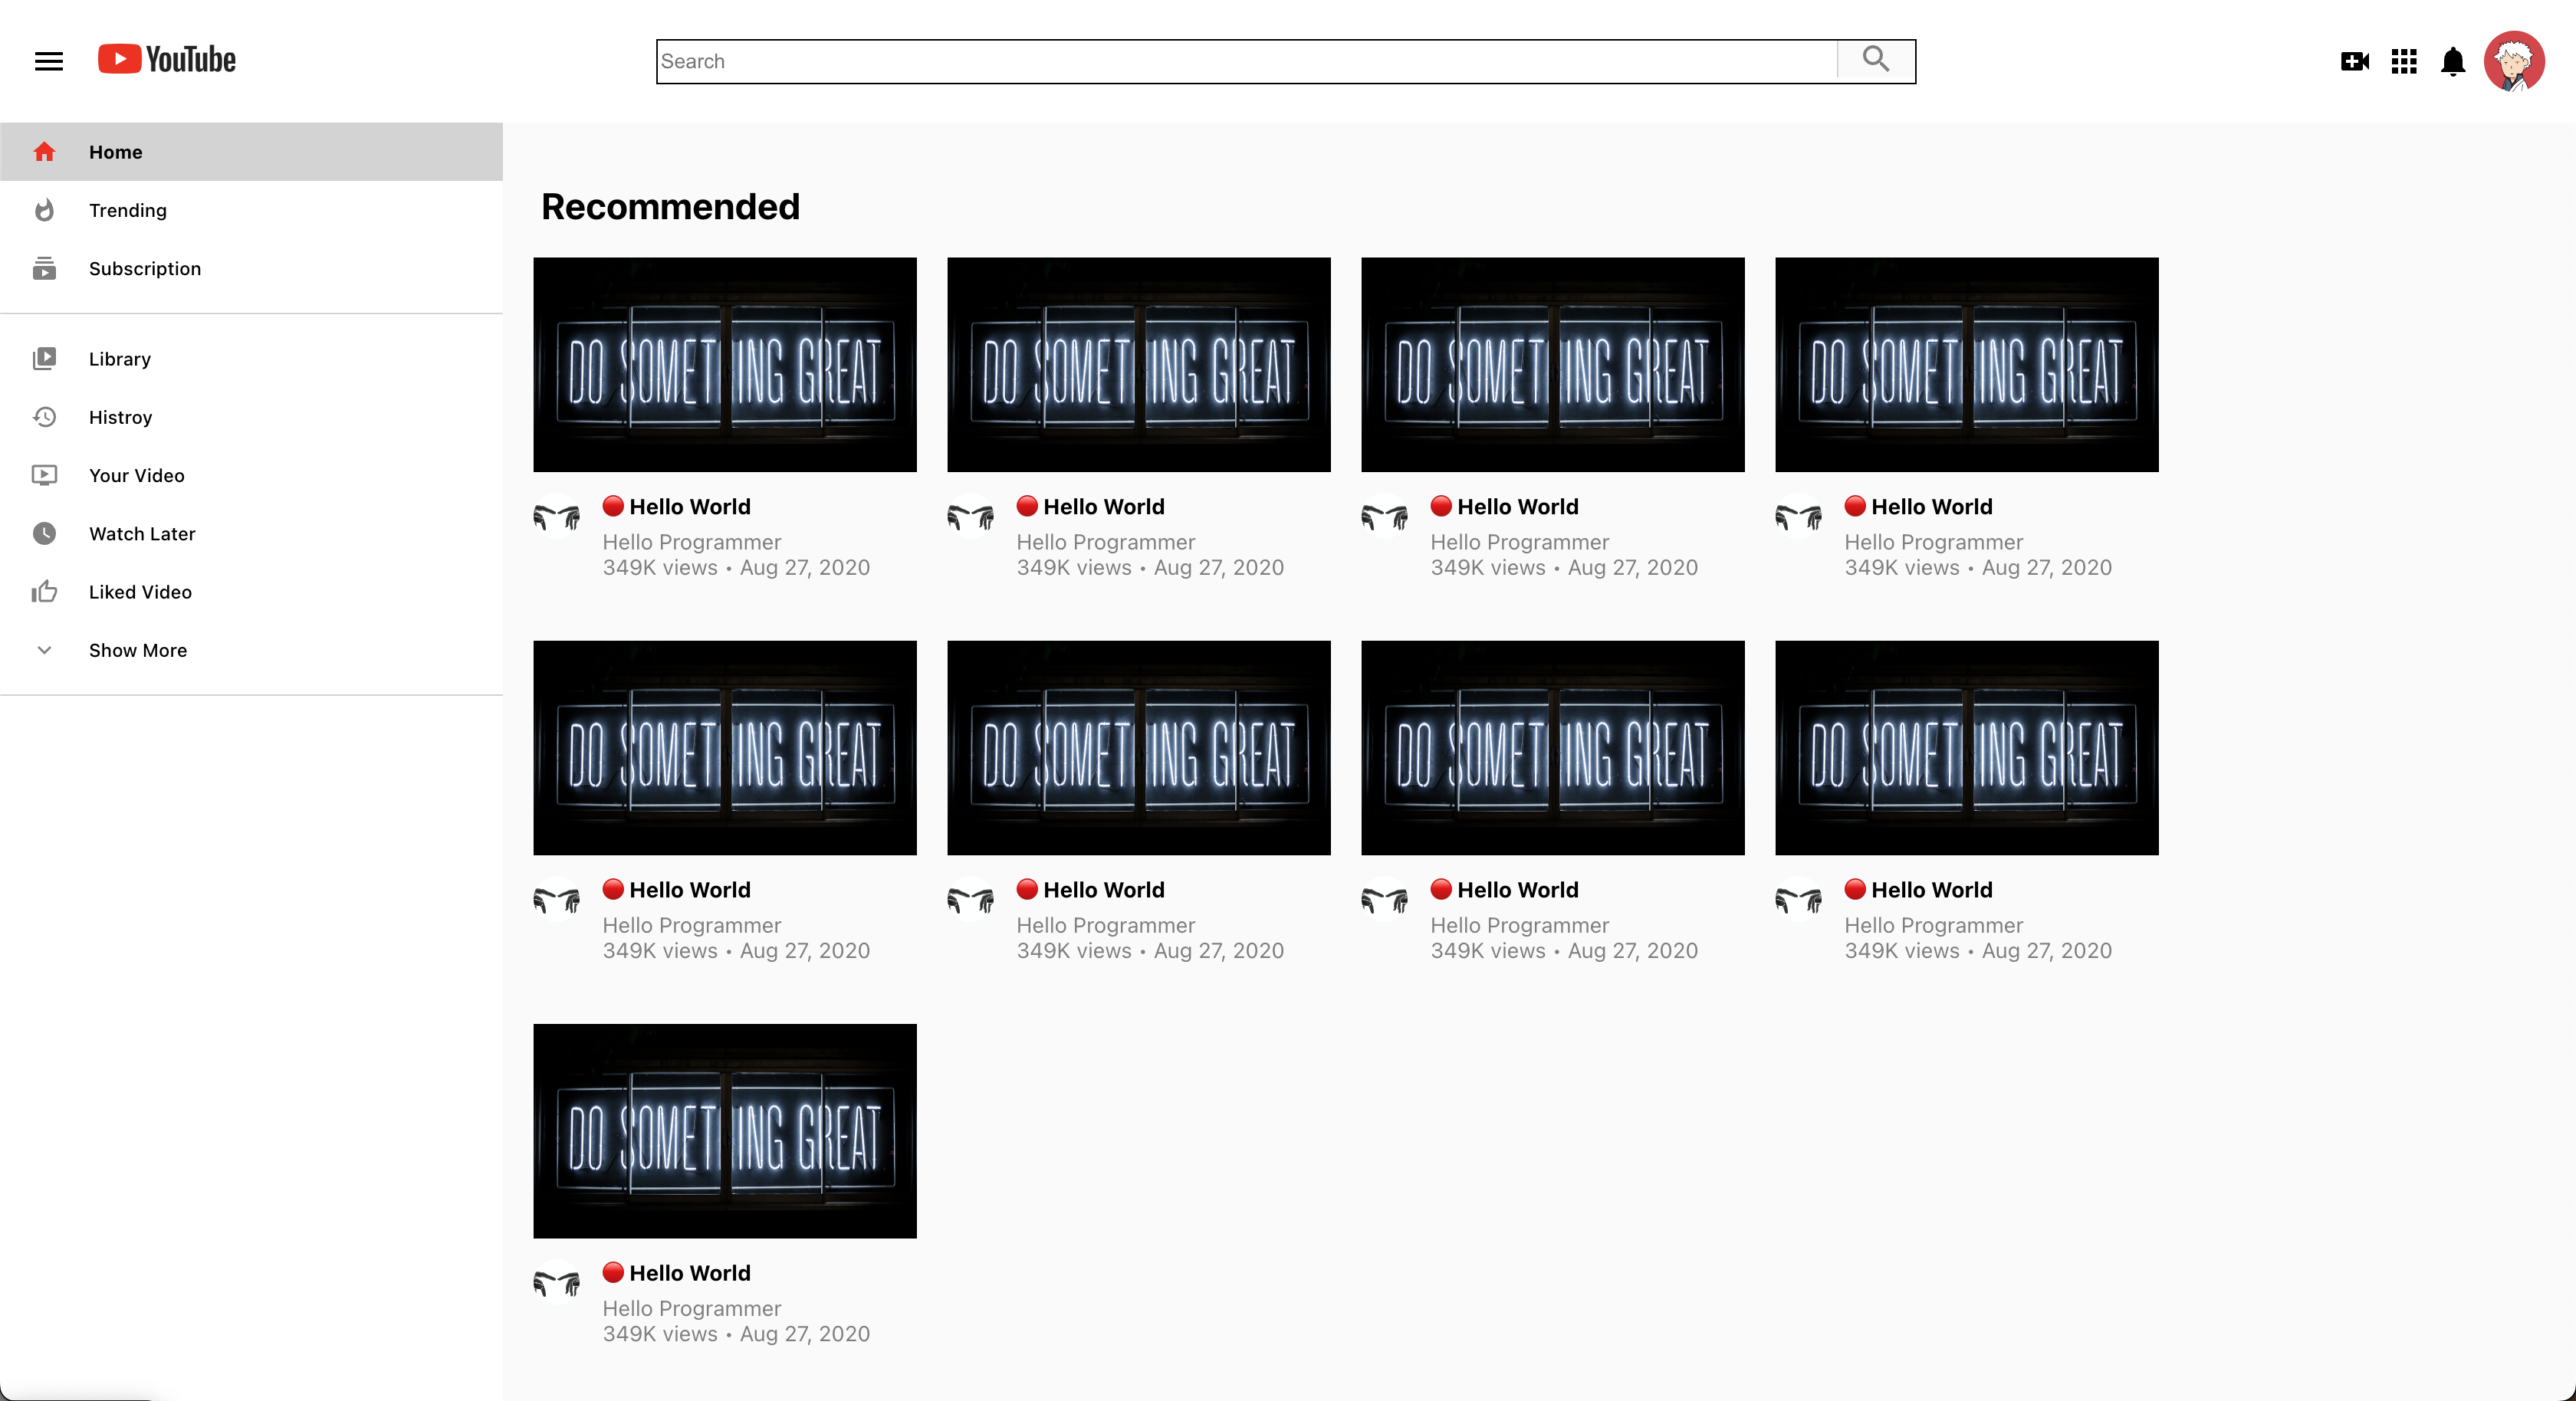 YouTube
Search
Home
Trending
Subscription
Library
Histroy
Your Video
Watch Later
Liked Video
Show More
Recommended
DO SOMETHING GREAT
DO SOMETHING GREAT
DO SOMETHING GREAT
DO SOMETHING GREAT
🔴 Hello World
Hello Programmer
349K views • Aug 27, 2020
🔴 Hello World
Hello Programmer
349K views • Aug 27, 2020
🔴 Hello World
Hello Programmer
349K views • Aug 27, 2020
🔴 Hello World
Hello Programmer
349K views • Aug 27, 2020
DO SOMETHING GREAT
DO SOMETHING GREAT
DO SOMETHING GREAT
DO SOMETHING GREAT
🔴 Hello World
Hello Programmer
349K views • Aug 27, 2020
🔴 Hello World
Hello Programmer
349K views • Aug 27, 2020
🔴 Hello World
Hello Programmer
349K views • Aug 27, 2020
🔴 Hello World
Hello Programmer
349K views • Aug 27, 2020
DO SOMETHING GREAT
🔴 Hello World
Hello Programmer
349K views • Aug 27, 2020